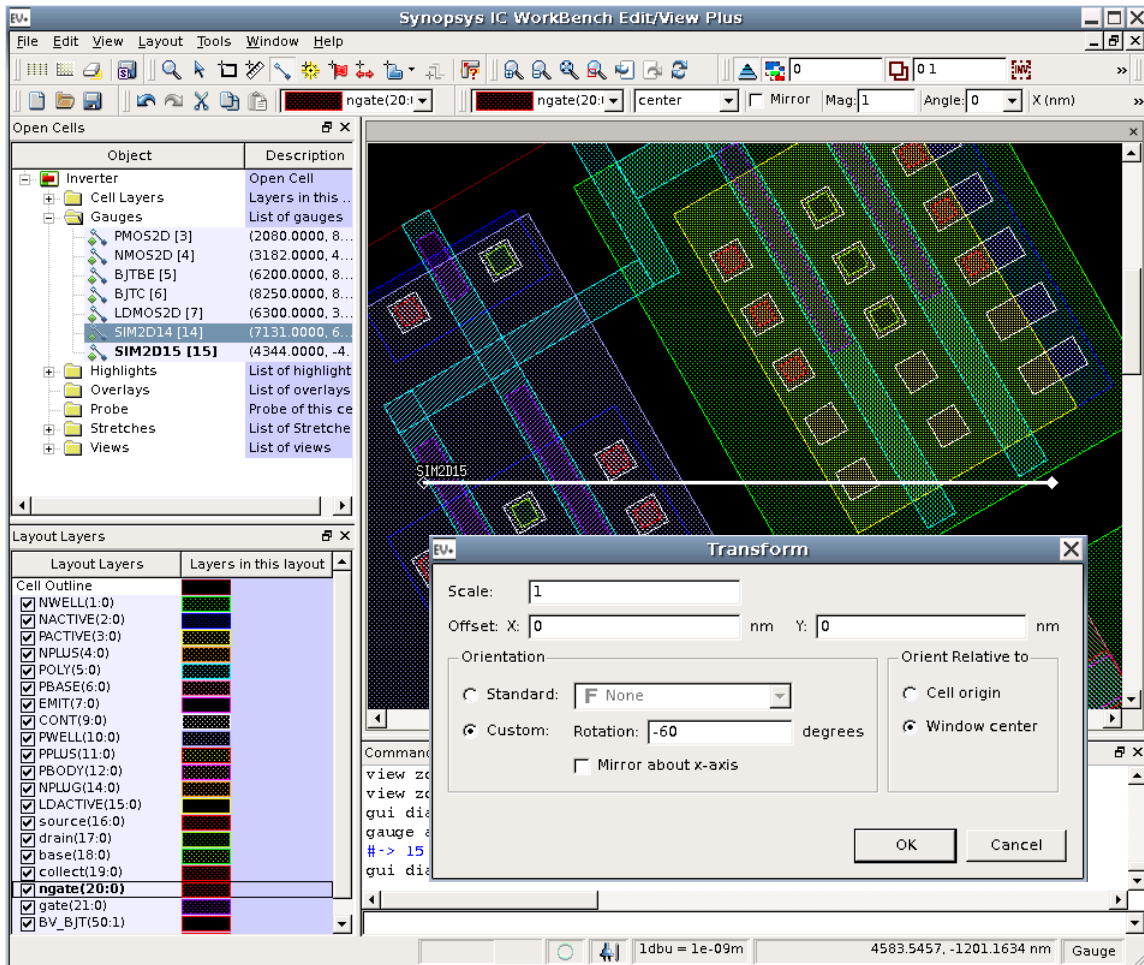 EV+ Synopsys IC WorkBench Edit/View Plus
File Edit View Layout Tools Window Help
0 0 1 »
ngate(20:( ngate(20:( center Mirror Mag: 1 Angle: 0 X (nm) »
Open Cells
Object Description
Inverter Open Cell
Cell Layers Layers in this ..
Gauges List of gauges
PMOS2D [3] (2080.0000, 8...
NMOS2D [4] (3182.0000, 4...
BJTBE [5] (6200.0000, 8...
BJTC [6] (8250.0000, 8...
LDMOS2D [7] (6300.0000, 3...
SIM2D14 [14] (7131.0000, 6...
SIM2D15 [15] (4344.0000, -4.
Highlights List of highlight
Overlays List of overlays
Probe Probe of this ce
Stretches List of Stretche
Views List of views
SIM2D15
Layout Layers
Layout Layers Layers in this layout
Cell Outline
NWELL(1:0)
NACTIVE(2:0)
PACTIVE(3:0)
NPLUS(4:0)
POLY(5:0)
PBASE(6:0)
EMIT(7:0)
CONT(9:0)
PWELL(10:0)
PPLUS(11:0)
PBODY(12:0)
NPLUG(14:0)
LDACTIVE(15:0)
source(16:0)
drain(17:0)
base(18:0)
collect(19:0)
ngate(20:0)
gate(21:0)
BV_BJT(50:1)
EV+ Transform
Scale: 1
Offset: X: 0 nm Y: 0 nm
Orientation
Standard: F None
Custom: Rotation: -60 degrees
Mirror about x-axis
Orient Relative to
Cell origin
Window center
OK Cancel
Comman
view zo
view zo
gui dia
gauge a
#-> 15
gui dia
1dbu = 1e-09m 4583.5457, -1201.1634 nm Gauge